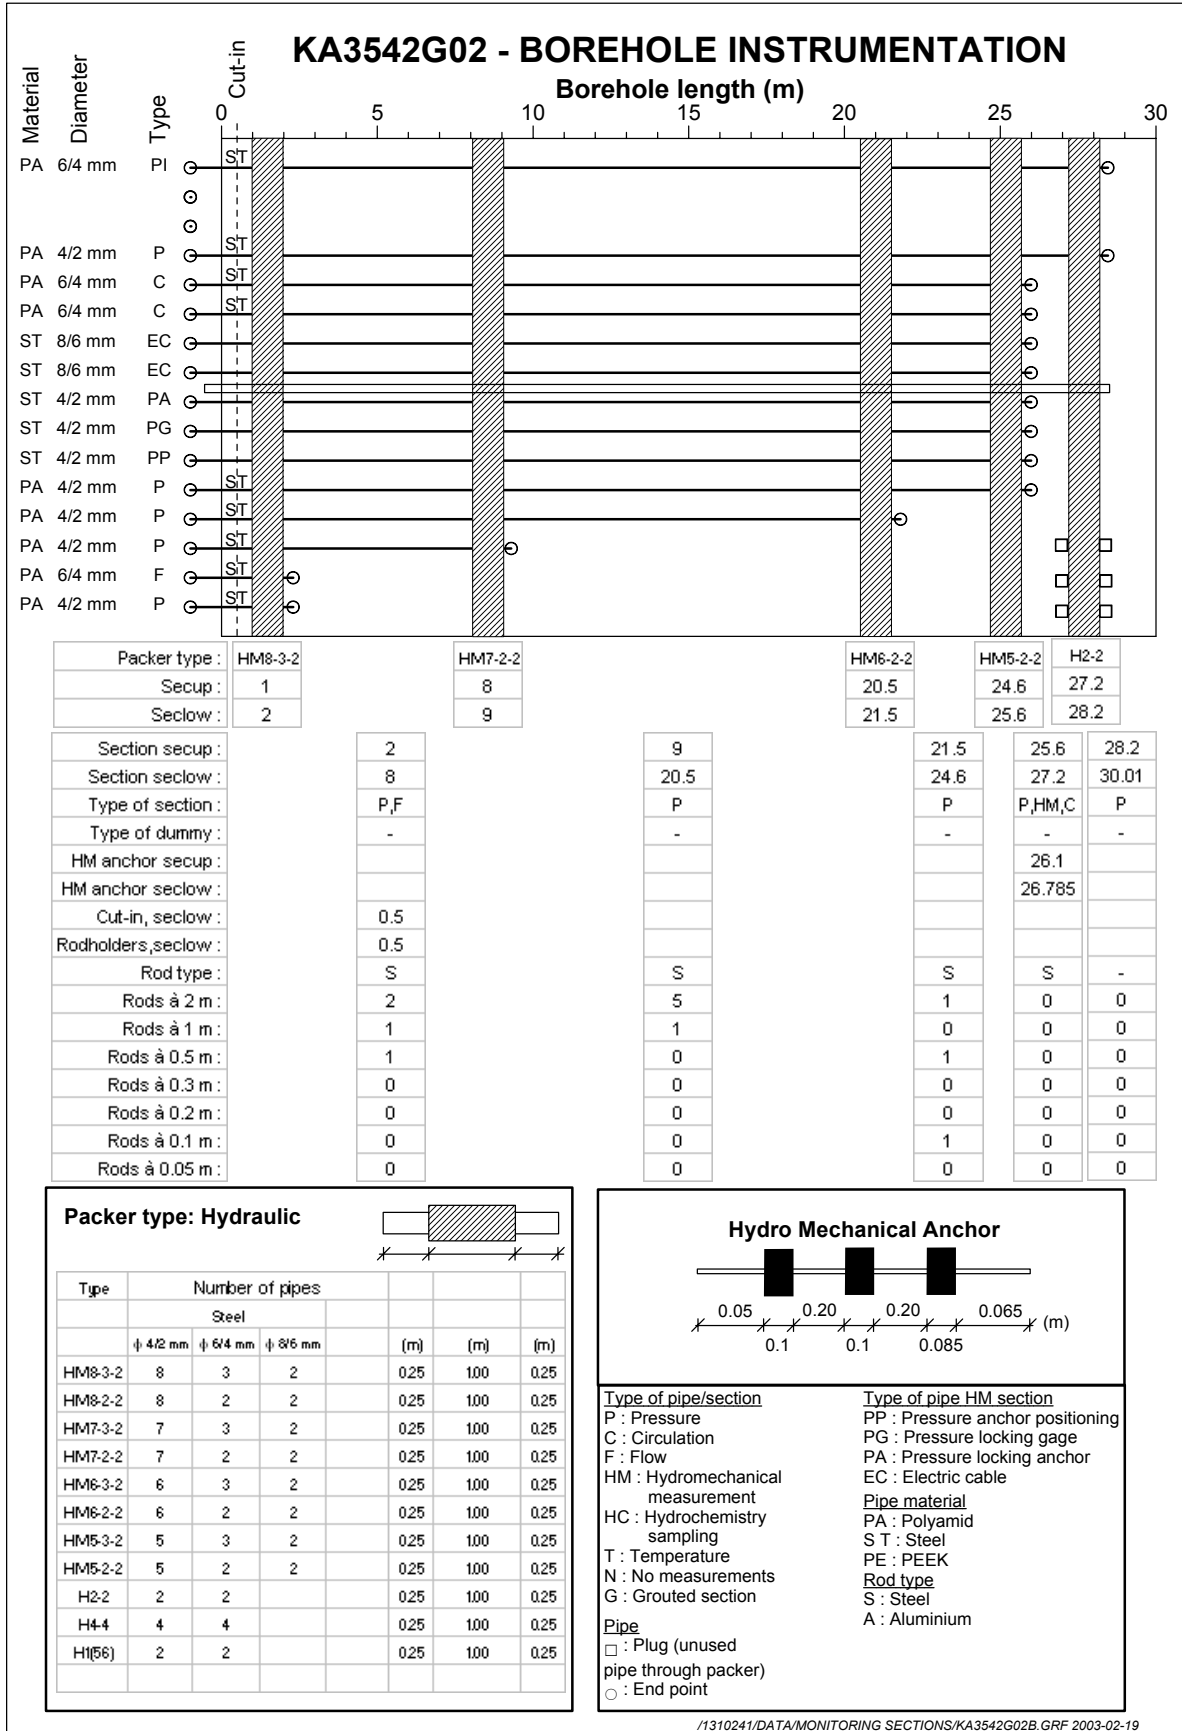 KA3542G02 - BOREHOLE INSTRUMENTATION
Borehole length (m)
Material Diameter Type Cut-in
0 5 10 15 20 25 30
PA 6/4 mm PI ST
PA 4/2 mm P ST
PA 6/4 mm C ST
PA 6/4 mm C ST
ST 8/6 mm EC
ST 8/6 mm EC
ST 4/2 mm PA
ST 4/2 mm PG
ST 4/2 mm PP
PA 4/2 mm P ST
PA 4/2 mm P ST
PA 4/2 mm P ST
PA 6/4 mm F ST
PA 4/2 mm P ST
Packer type : HM8-3-2 HM7-2-2 HM6-2-2 HM5-2-2 H2-2
Secup : 1 8 20.5 24.6 27.2
Seclow : 2 9 21.5 25.6 28.2
Section secup : 2 9 21.5 25.6 28.2
Section seclow : 8 20.5 24.6 27.2 30.01
Type of section : P,F P P P,HM,C P
Type of dummy : - - - - -
HM anchor secup : 26.1
HM anchor seclow : 26.785
Cut-in, seclow : 0.5
Rodholders,seclow : 0.5
Rod type : S S S S -
Rods à 2 m : 2 5 1 0 0
Rods à 1 m : 1 1 0 0 0
Rods à 0.5 m : 1 0 1 0 0
Rods à 0.3 m : 0 0 0 0 0
Rods à 0.2 m : 0 0 0 0 0
Rods à 0.1 m : 0 0 1 0 0
Rods à 0.05 m : 0 0 0 0 0
Packer type: Hydraulic
Type Number of pipes
Steel
ϕ 4/2 mm ϕ 6/4 mm ϕ 8/6 mm (m) (m) (m)
HM8-3-2 8 3 2 0.25 1.00 0.25
HM8-2-2 8 2 2 0.25 1.00 0.25
HM7-3-2 7 3 2 0.25 1.00 0.25
HM7-2-2 7 2 2 0.25 1.00 0.25
HM6-3-2 6 3 2 0.25 1.00 0.25
HM6-2-2 6 2 2 0.25 1.00 0.25
HM5-3-2 5 3 2 0.25 1.00 0.25
HM5-2-2 5 2 2 0.25 1.00 0.25
H2-2 2 2 0.25 1.00 0.25
H4-4 4 4 0.25 1.00 0.25
H1(56) 2 2 0.25 1.00 0.25
Hydro Mechanical Anchor
0.05 0.20 0.20 0.065 (m)
0.1 0.1 0.085
Type of pipe/section
P : Pressure
C : Circulation
F : Flow
HM : Hydromechanical
measurement
HC : Hydrochemistry
sampling
T : Temperature
N : No measurements
G : Grouted section
Pipe
□ : Plug (unused
pipe through packer)
○ : End point
Type of pipe HM section
PP : Pressure anchor positioning
PG : Pressure locking gage
PA : Pressure locking anchor
EC : Electric cable
Pipe material
PA : Polyamid
S T : Steel
PE : PEEK
Rod type
S : Steel
A : Aluminium
/1310241/DATA/MONITORING SECTIONS/KA3542G02B.GRF 2003-02-19